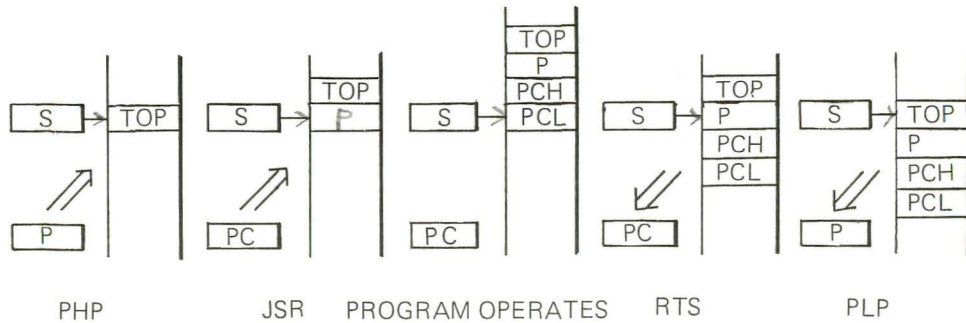 TOP
TOP P
TOP PCH TOP
S TOP S P S PCL S P S TOP
PCH P
PCL PCH
PCL
P PC PC PC P
PHP JSR PROGRAM OPERATES RTS PLP